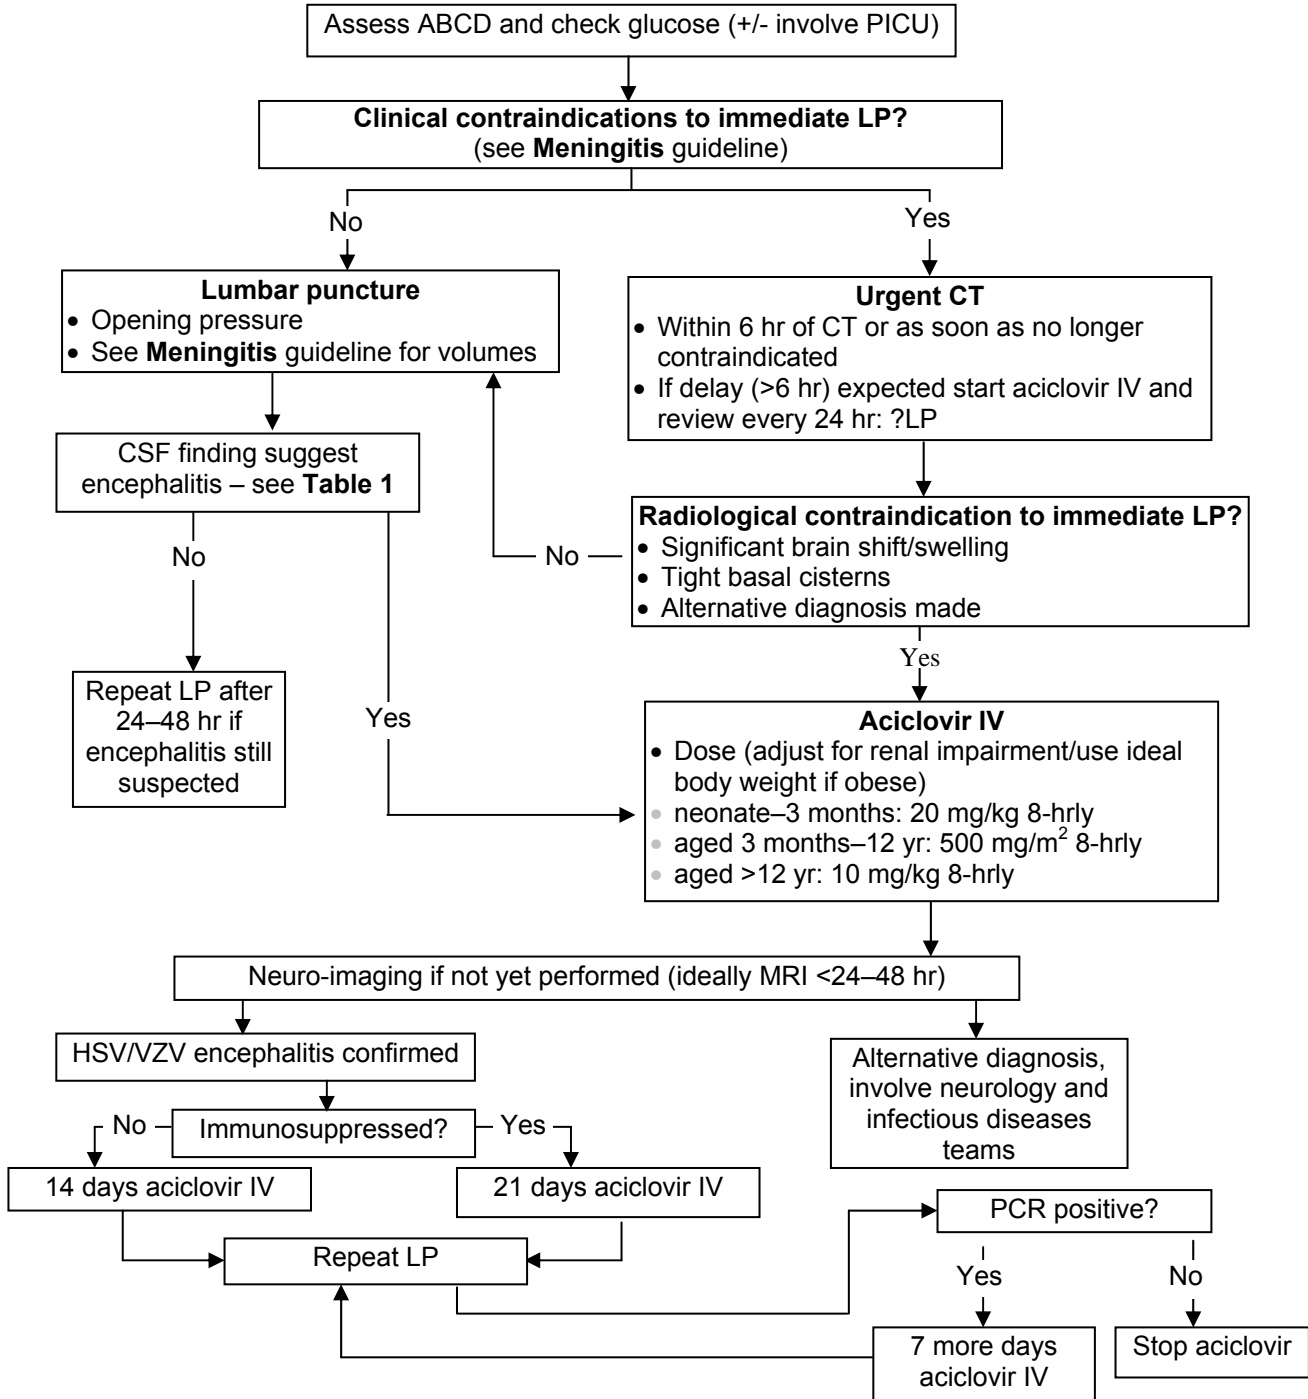 Assess ABCD and check glucose (+/- involve PICU)
Clinical contraindications to immediate LP?
(see Meningitis guideline)
No
Yes
Lumbar puncture
• Opening pressure
• See Meningitis guideline for volumes
Urgent CT
• Within 6 hr of CT or as soon as no longer
contraindicated
• If delay (>6 hr) expected start aciclovir IV and
review every 24 hr: ?LP
CSF finding suggest
encephalitis – see Table 1
Radiological contraindication to immediate LP?
• Significant brain shift/swelling
• Tight basal cisterns
• Alternative diagnosis made
No
No
Yes
Repeat LP after
24–48 hr if
encephalitis still
suspected
Yes
Aciclovir IV
• Dose (adjust for renal impairment/use ideal
body weight if obese)
• neonate–3 months: 20 mg/kg 8-hrly
• aged 3 months–12 yr: 500 mg/m² 8-hrly
• aged >12 yr: 10 mg/kg 8-hrly
Neuro-imaging if not yet performed (ideally MRI <24–48 hr)
HSV/VZV encephalitis confirmed
Alternative diagnosis,
involve neurology and
infectious diseases
teams
No
Immunosuppressed?
Yes
14 days aciclovir IV
21 days aciclovir IV
PCR positive?
Repeat LP
Yes
No
7 more days
aciclovir IV
Stop aciclovir